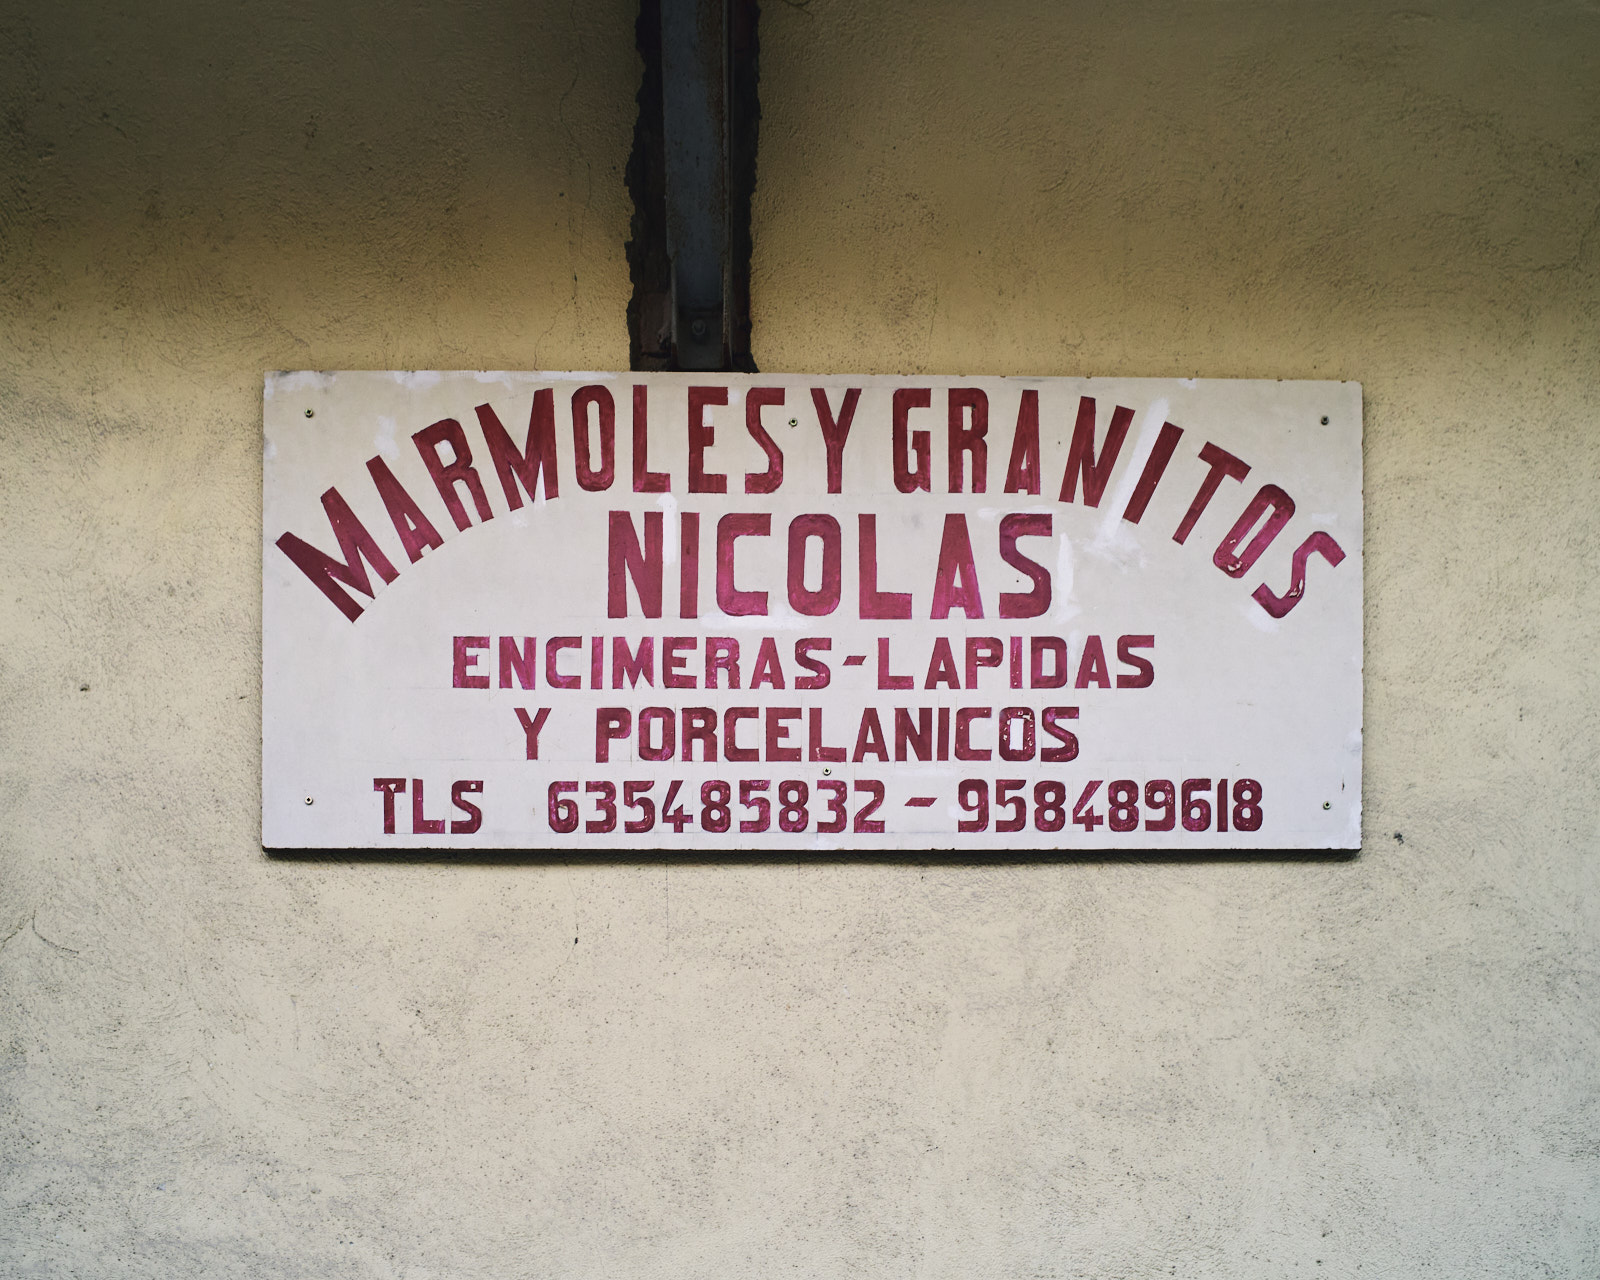 MARMOLES Y GRANITOS
NICOLAS
ENCIMERAS-LAPIDAS
Y PORCELANICOS
TLS 635485832-958489618